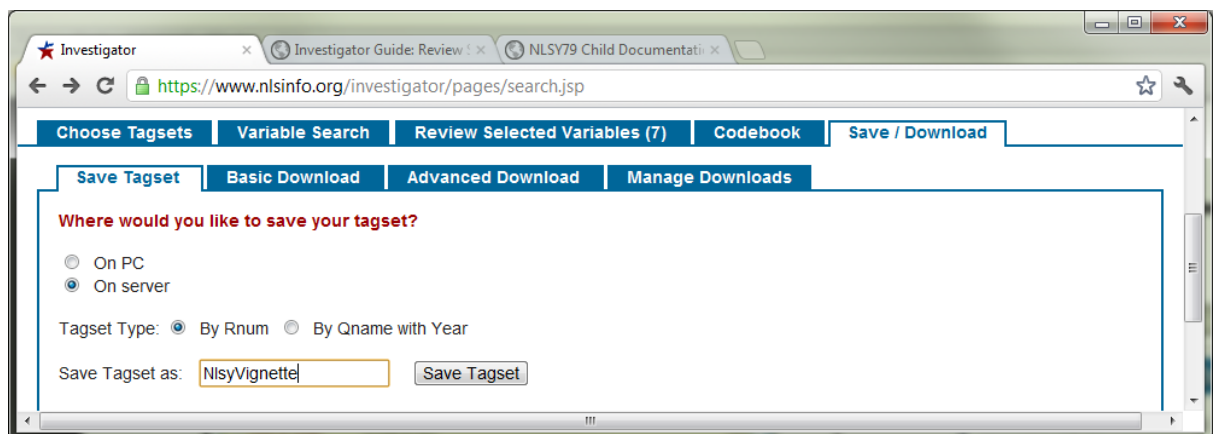 Investigator
Investigator Guide: Review S
NLSY79 Child Documentati
https://www.nlsinfo.org/investigator/pages/search.jsp
Choose Tagsets Variable Search Review Selected Variables (7) Codebook Save / Download
Save Tagset Basic Download Advanced Download Manage Downloads
Where would you like to save your tagset?
On PC
On server
Tagset Type: By Rnum By Qname with Year
Save Tagset as: NlsyVignette Save Tagset